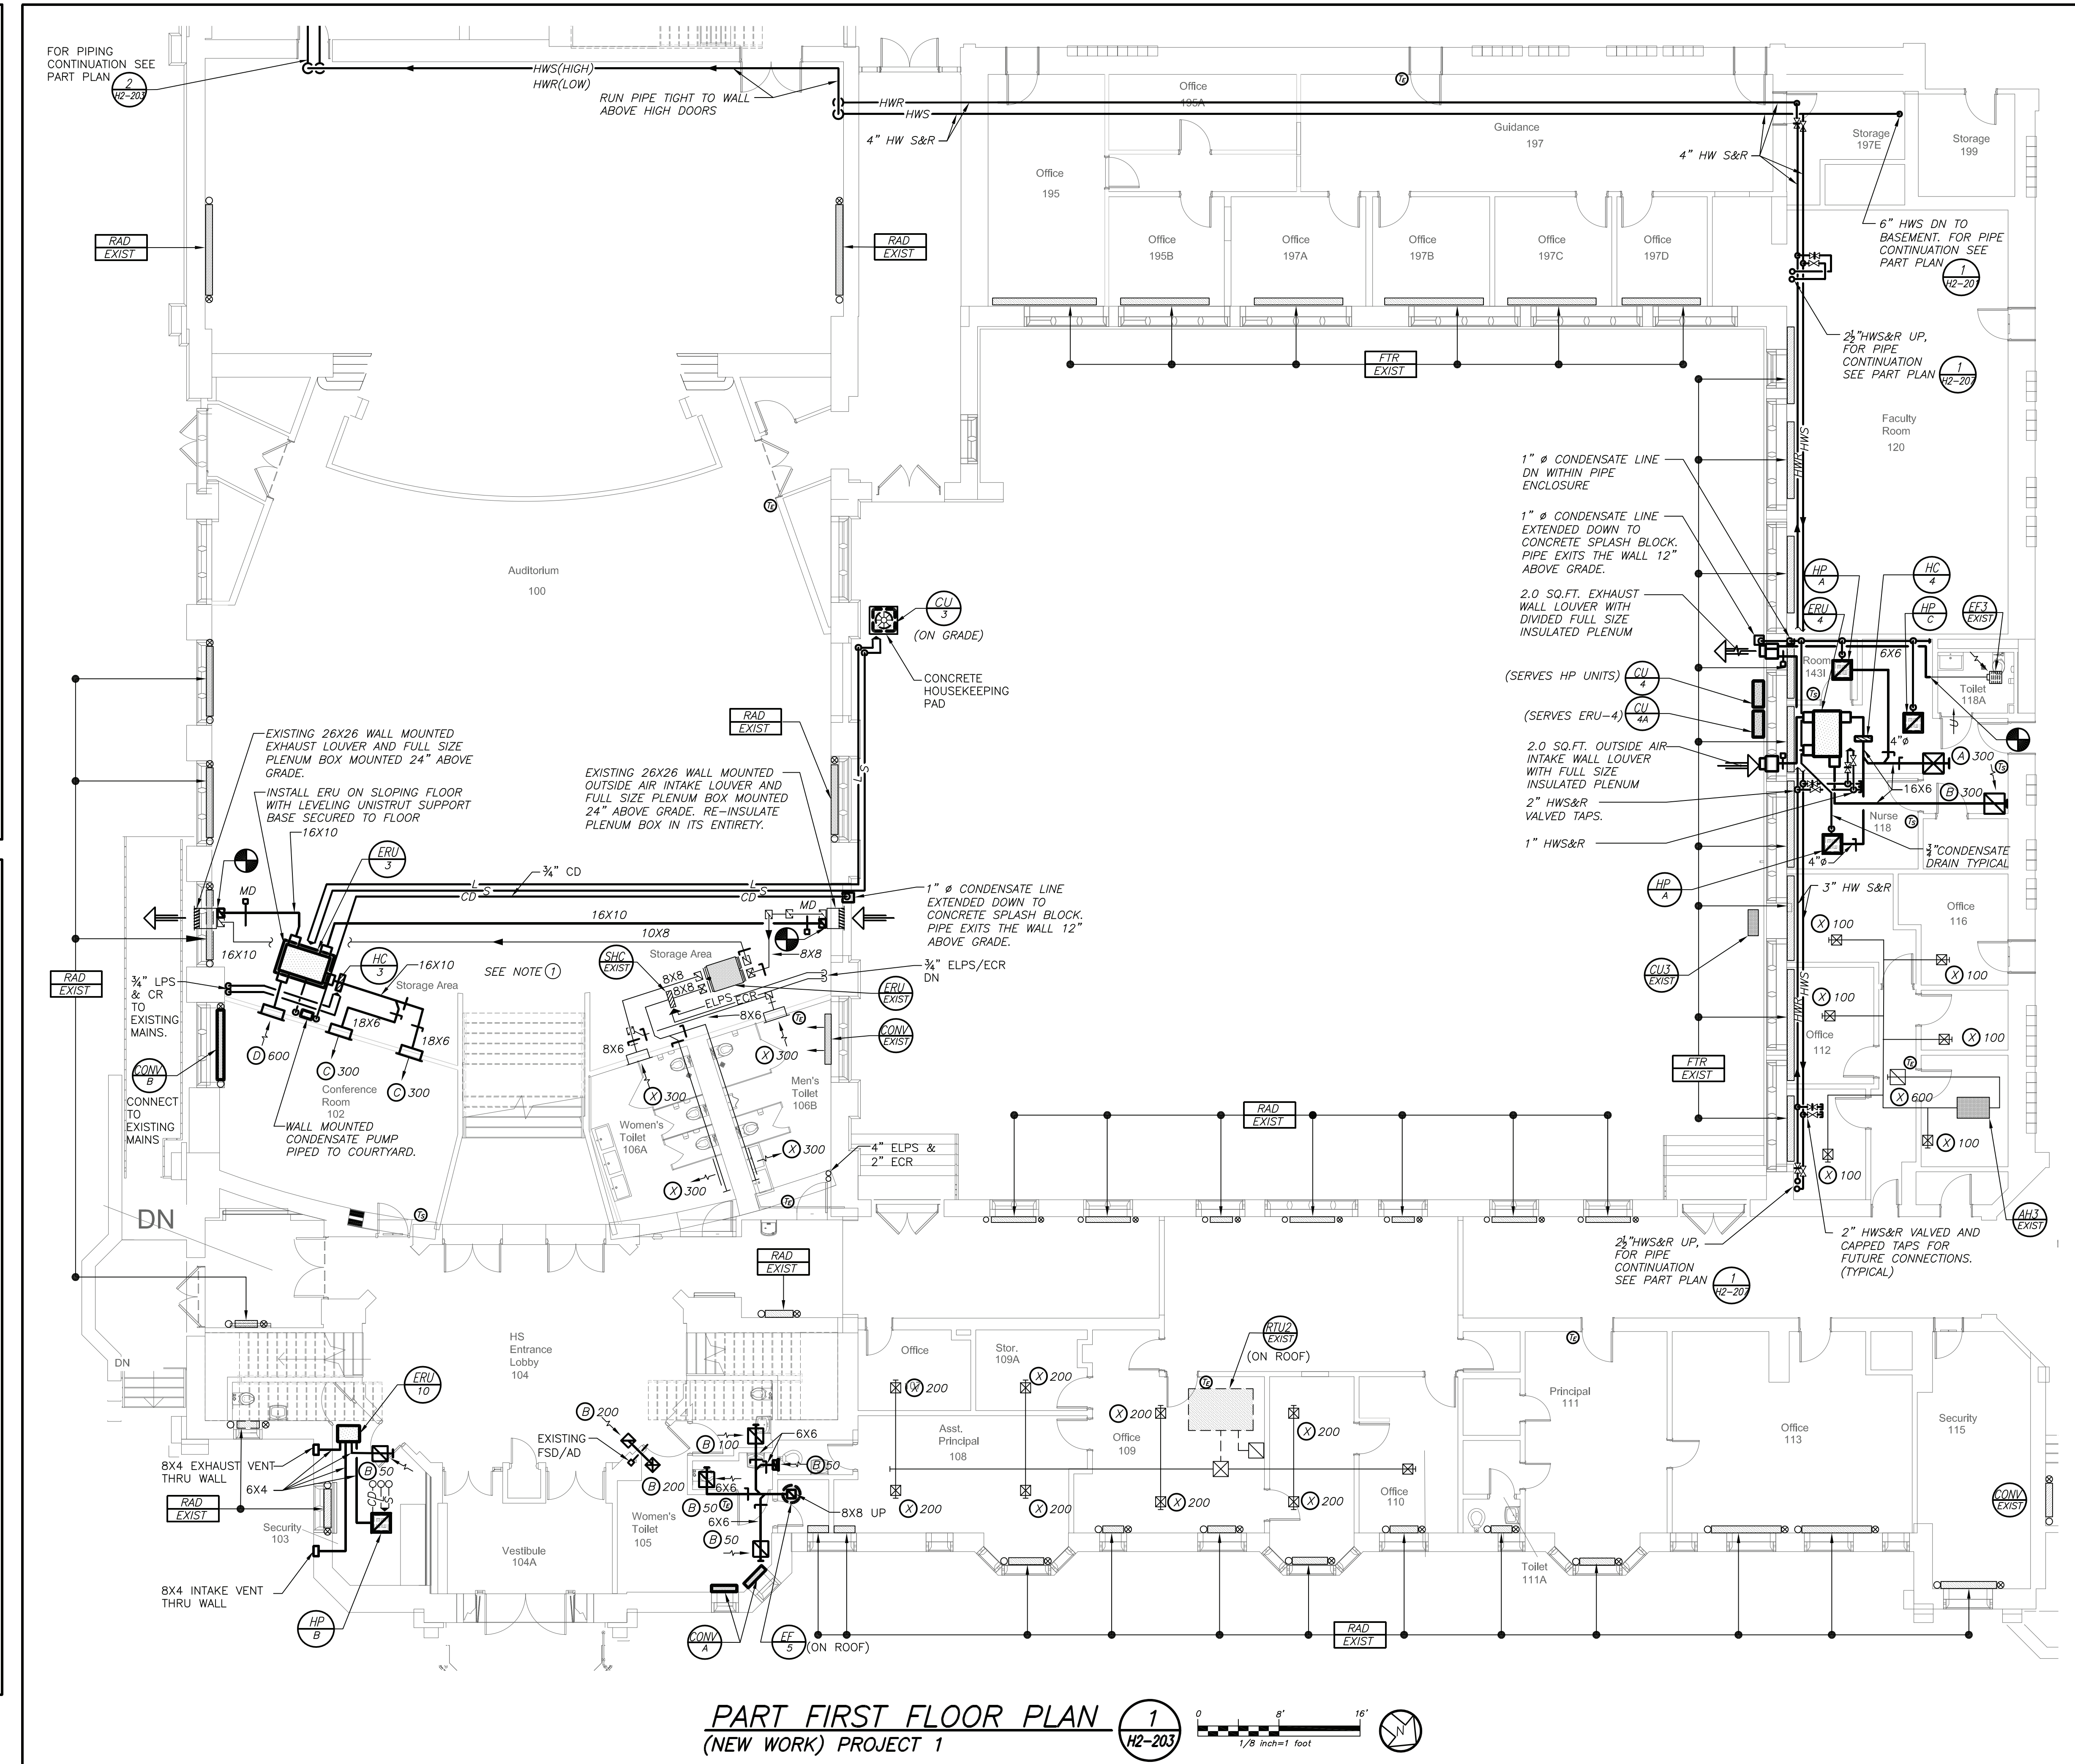 FOR PIPING
CONTINUATION SEE
PART PLAN
2
H2-203
HWS(HIGH)
HWR(LOW)
RUN PIPE TIGHT TO WALL
ABOVE HIGH DOORS
HWR
HWS
4" HW S&R
Office
195A
Guidance
197
TE
4" HW S&R
Storage
197E
Storage
199
Office
195
6" HWS DN TO
BASEMENT. FOR PIPE
CONTINUATION SEE
PART PLAN
1
H2-201
RAD
EXIST
RAD
EXIST
Office
195B
Office
197A
Office
197B
Office
197C
Office
197D
2½"HWS&R UP,
FOR PIPE
CONTINUATION
SEE PART PLAN
1
H2-207
FTR
EXIST
Faculty
Room
120
HWS
HWR
TE
Auditorium
100
1" ø CONDENSATE LINE
DN WITHIN PIPE
ENCLOSURE
1" ø CONDENSATE LINE
EXTENDED DOWN TO
CONCRETE SPLASH BLOCK.
PIPE EXITS THE WALL 12"
ABOVE GRADE.
2.0 SQ.FT. EXHAUST
WALL LOUVER WITH
DIVIDED FULL SIZE
INSULATED PLENUM
HP
A
HC
4
ERU
4
HP
C
EF3
EXIST
CU
3
(ON GRADE)
CONCRETE
HOUSEKEEPING
PAD
(SERVES HP UNITS)
CU
4
(SERVES ERU-4)
CU
4A
Room
143I
6X6
Toilet
118A
TS
4"ø
A 300
TS
16X6
B 300
Nurse
118
TS
4"ø
¾"CONDENSATE
DRAIN TYPICAL
2.0 SQ.FT. OUTSIDE AIR
INTAKE WALL LOUVER
WITH FULL SIZE
INSULATED PLENUM
2" HWS&R
VALVED TAPS.
1" HWS&R
HP
A
RAD
EXIST
EXISTING 26X26 WALL MOUNTED
EXHAUST LOUVER AND FULL SIZE
PLENUM BOX MOUNTED 24" ABOVE
GRADE.
INSTALL ERU ON SLOPING FLOOR
WITH LEVELING UNISTRUT SUPPORT
BASE SECURED TO FLOOR
16X10
EXISTING 26X26 WALL MOUNTED
OUTSIDE AIR INTAKE LOUVER AND
FULL SIZE PLENUM BOX MOUNTED
24" ABOVE GRADE. RE-INSULATE
PLENUM BOX IN ITS ENTIRETY.
L
S
ERU
3
¾" CD
L
S
CD
L
CD S
MD
MD
16X10
10X8
8X8
1" ø CONDENSATE LINE
EXTENDED DOWN TO
CONCRETE SPLASH BLOCK.
PIPE EXITS THE WALL 12"
ABOVE GRADE.
3" HW S&R
Office
116
X 100
X 100
CU3
EXIST
16X10
HC
3
16X10
SEE NOTE 1
Storage Area
Storage Area
SHC
EXIST
8X8
8X8
ELPS
ECR
8X6
8X6
¾" ELPS/ECR
DN
ERU
EXIST
CONV
EXIST
TE
RAD
EXIST
¾" LPS
& CR
TO
EXISTING
MAINS.
18X6
18X6
D 600
C 300
C 300
CONV
B
CONNECT
TO
EXISTING
MAINS
Conference
Room
102
WALL MOUNTED
CONDENSATE PUMP
PIPED TO COURTYARD.
X 300
X 300
Men's
Toilet
106B
Women's
Toilet
106A
X 300
X 300
4" ELPS &
2" ECR
TE
TS
HWS
HWR
X 100
Office
112
X 100
TE
X 600
X 100
X 100
FTR
EXIST
RAD
EXIST
AH3
EXIST
DN
DN
2½"HWS&R UP,
FOR PIPE
CONTINUATION
SEE PART PLAN
1
H2-207
2" HWS&R VALVED AND
CAPPED TAPS FOR
FUTURE CONNECTIONS.
(TYPICAL)
RAD
EXIST
HS
Entrance
Lobby
104
ERU
10
Office
Stor.
109A
RTU2
EXIST
(ON ROOF)
TE
TE
Principal
111
Office
113
Security
115
X 200
X 200
X 200
X 200
Asst.
Principal
108
Office
109
Office
110
X 200
X 200
X 200
X 200
B 200
EXISTING
FSD/AD
B 200
B 100
6X6
B 50
6X6
B 50
TE
6X6
B 50
8X8 UP
Women's
Toilet
105
8X4 EXHAUST VENT
THRU WALL
6X4
B 50
CD
L
S
RAD
EXIST
Security
103
Vestibule
104A
8X4 INTAKE VENT
THRU WALL
HP
B
CONV
A
EF
5
(ON ROOF)
Toilet
111A
CONV
EXIST
RAD
EXIST
PART FIRST FLOOR PLAN
(NEW WORK) PROJECT 1
1
H2-203
0 8' 16'
1/8 inch=1 foot
N